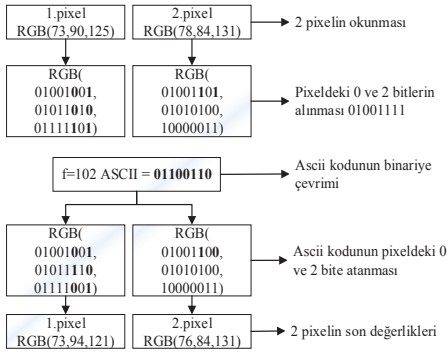 1.pixel
RGB(73,90,125)
2.pixel
RGB(78,84,131)
2 pixelin okunması
RGB(
01001001,
01011010,
01111101)
RGB(
01001101,
01010100,
10000011)
Pixeldeki 0 ve 2 bitlerin
alınması 01001111
f=102 ASCII = 01100110
Ascii kodunun binariye
çevrimi
RGB(
01001001,
01011110,
01111001)
RGB(
01001100,
01010100,
10000011)
Ascii kodunun pixeldeki 0
ve 2 bite atanması
1.pixel
RGB(73,94,121)
2.pixel
RGB(76,84,131)
2 pixelin son değerlikleri